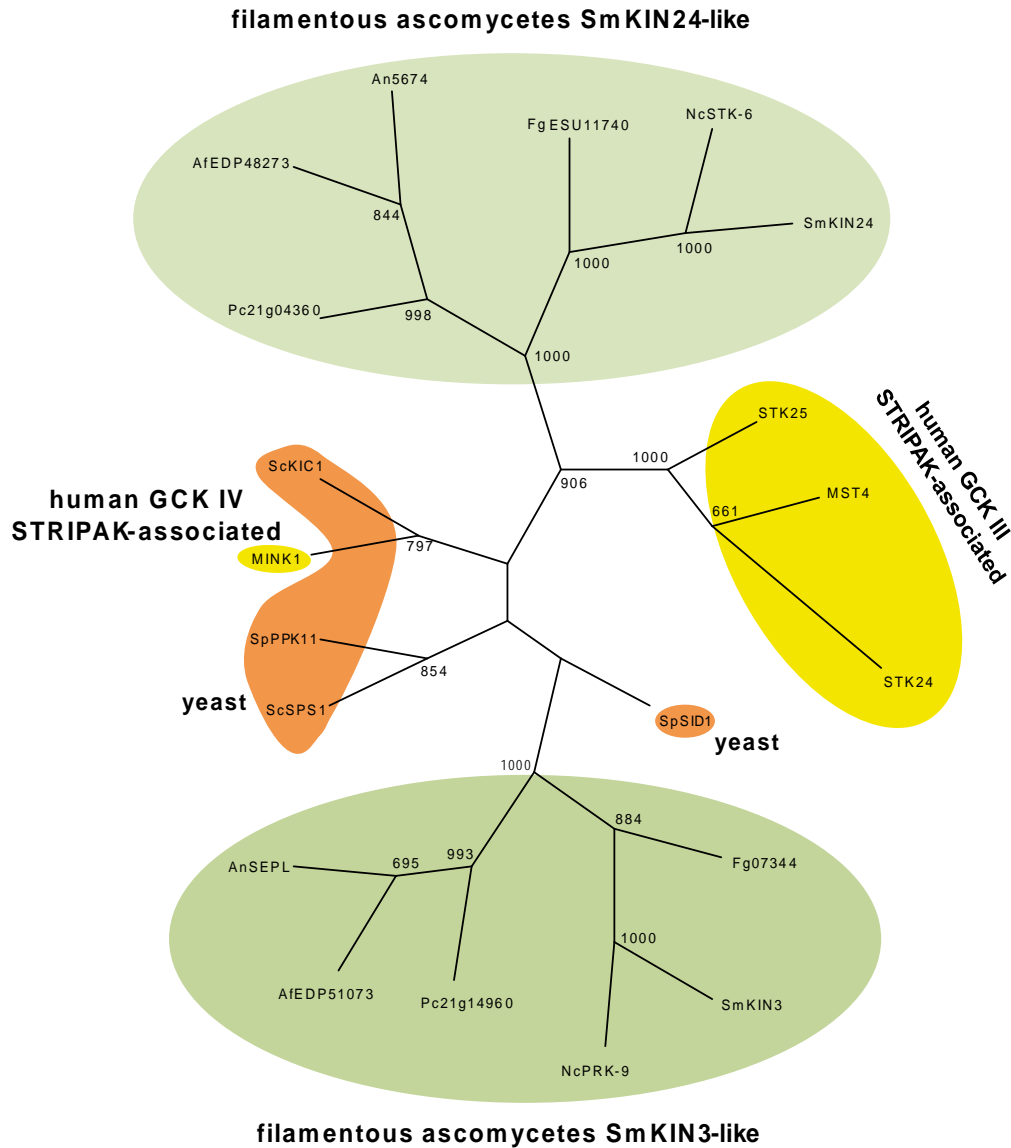 filamentous ascomycetes SmKIN24-like
An5674
NcSTK-6
FgESU11740
AfEDP48273
844
SmKIN24
1000
1000
Pc21g04360
998
1000
STK25
human GCK III
STRIPAK-associated
ScKIC1
1000
906
MST4
human GCK IV
STRIPAK-associated
661
797
MINK1
SpPPK11
854
STK24
yeast
ScSPS1
SpSID1
yeast
1000
884
AnSEPL
695
993
Fg07344
1000
AfEDP51073
Pc21g14960
SmKIN3
NcPRK-9
filamentous ascomycetes SmKIN3-like